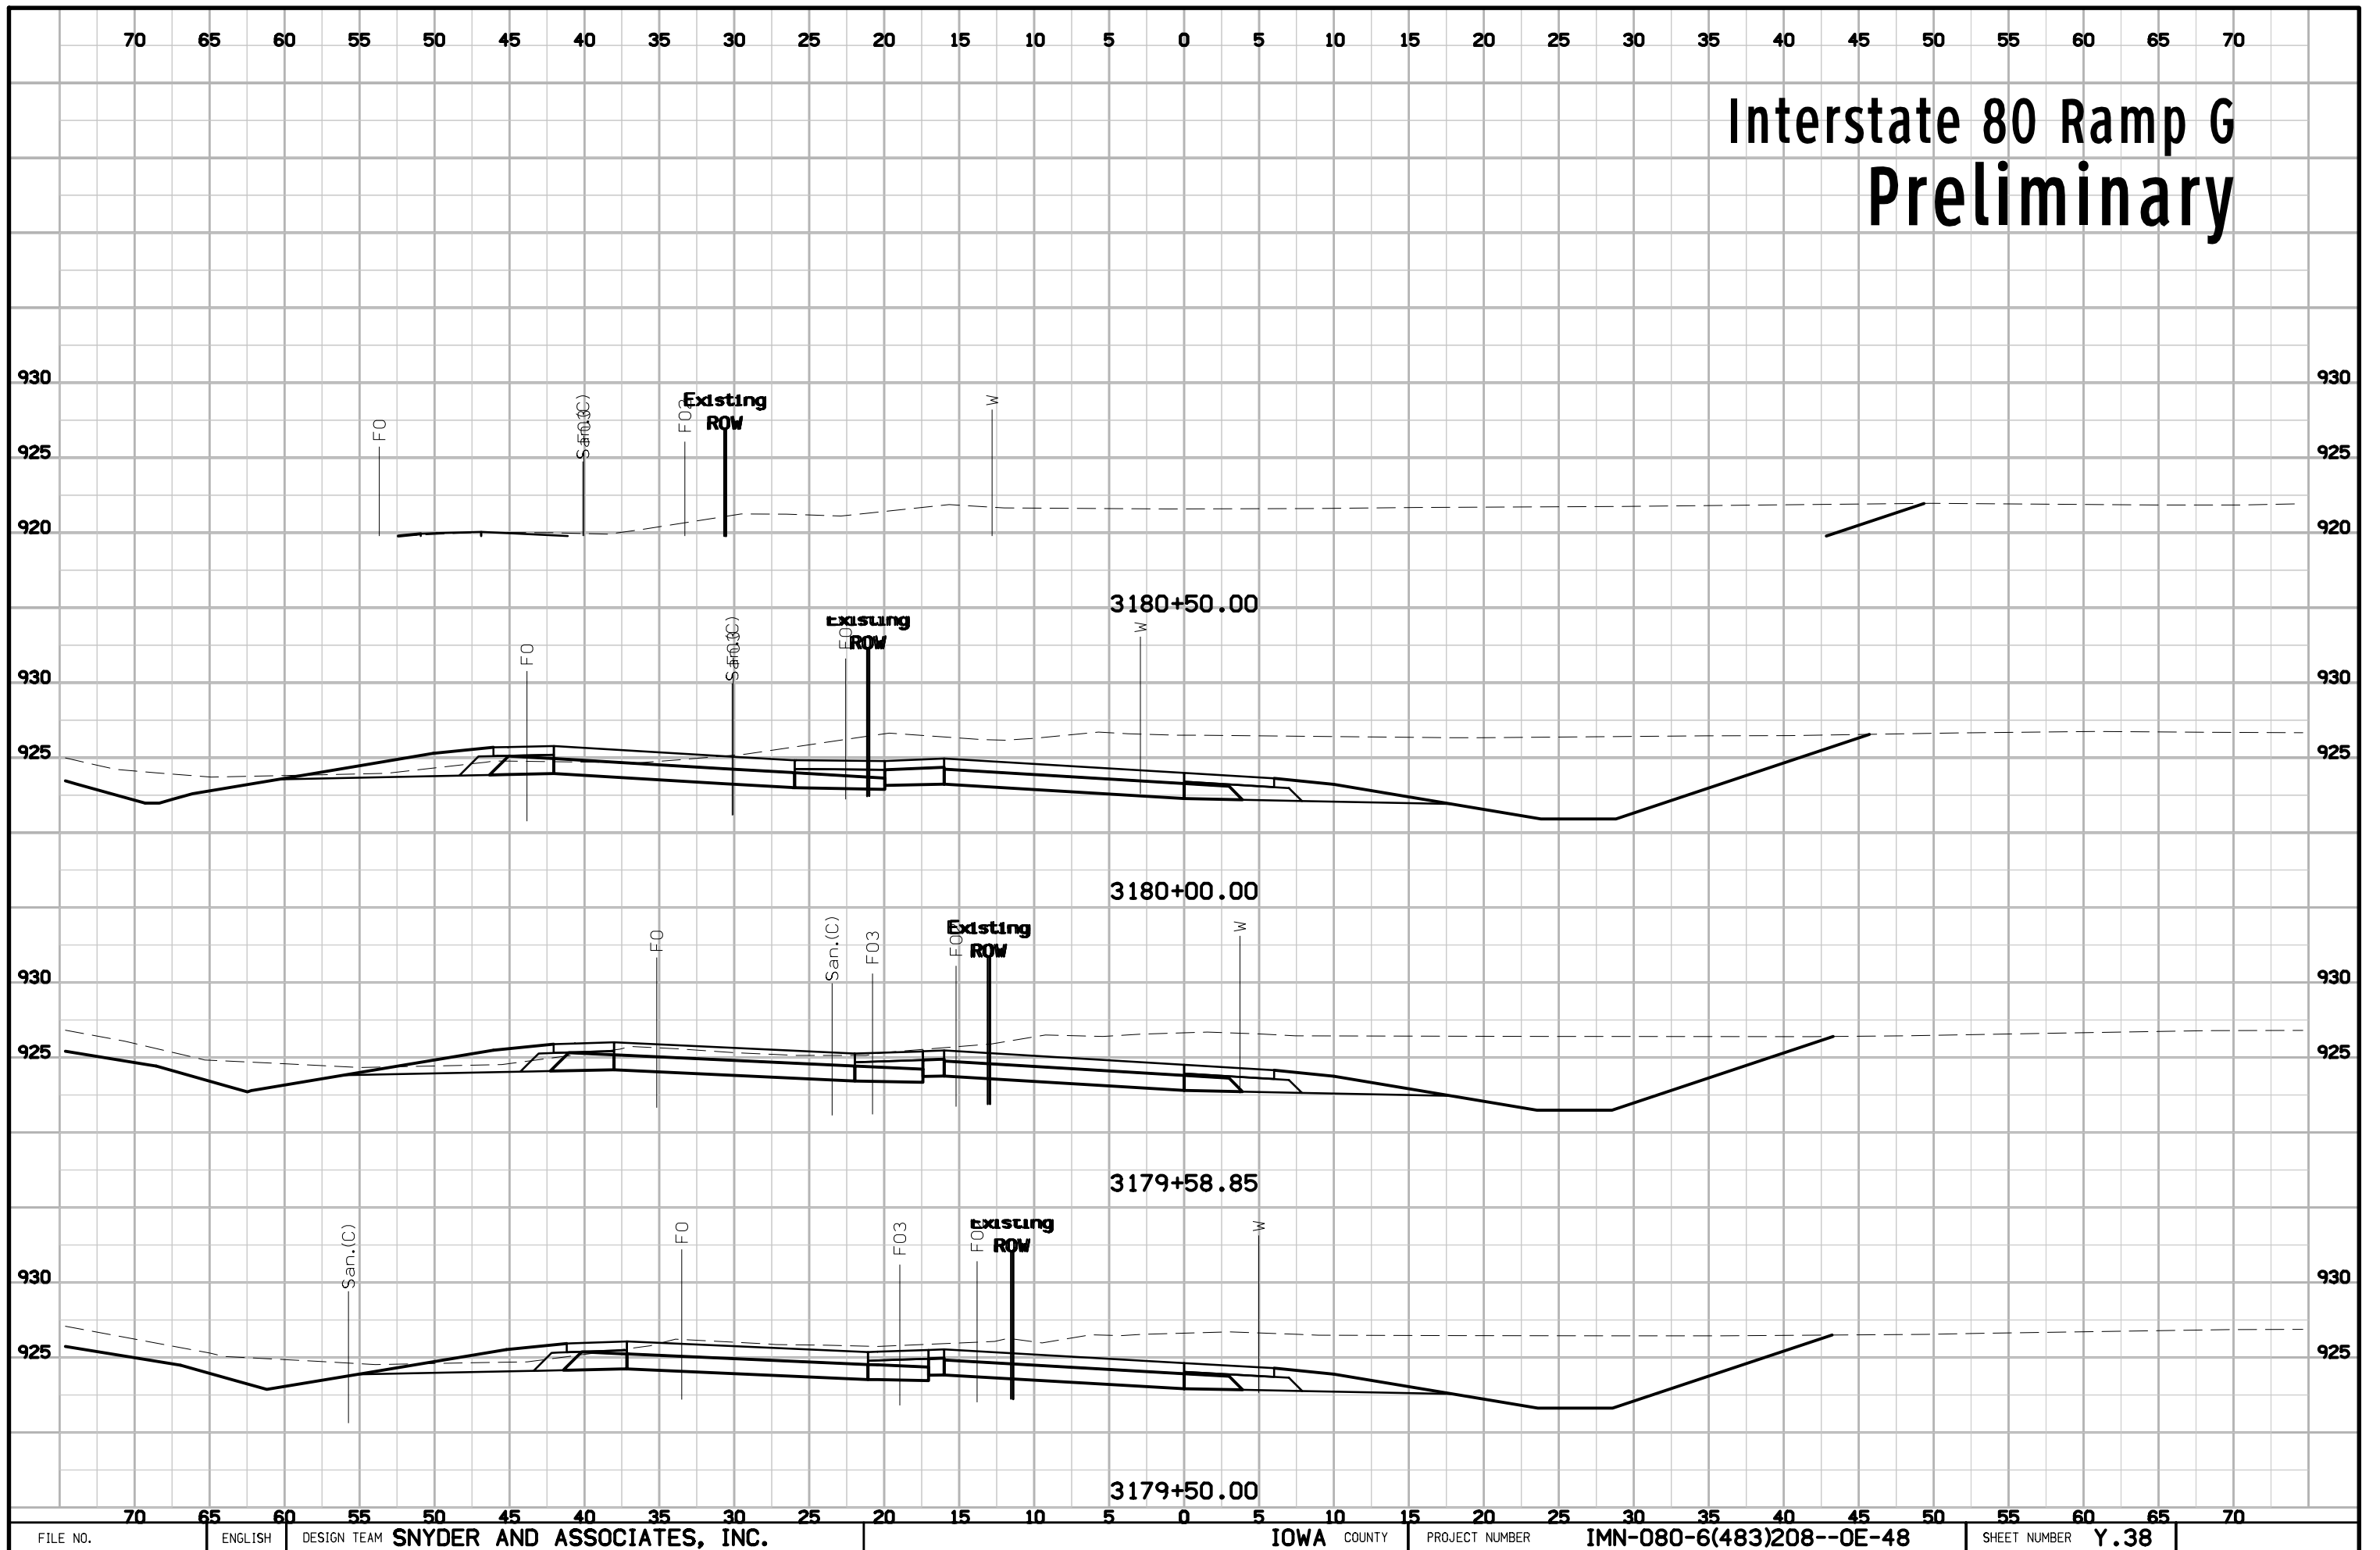 70 65 60 55 50 45 40 35 30 25 20 15 10 5 0 5 10 15 20 25 30 35 40 45 50 55 60 65 70
Interstate 80 Ramp G
Preliminary
930 930
Existing
ROW
FO San.(C) W
925 925
920 920
3180+50.00
Existing
ROW
FO San.(C) W
930 930
925 925
3180+00.00
Existing
ROW
FO San.(C) FO3 W
930 930
925 925
3179+58.85
Existing
ROW
San.(C) FO FO3 W
930 930
925 925
3179+50.00
70 65 60 55 50 45 40 35 30 25 20 15 10 5 0 5 10 15 20 25 30 35 40 45 50 55 60 65 70
FILE NO. ENGLISH DESIGN TEAM SNYDER AND ASSOCIATES, INC. IOWA COUNTY PROJECT NUMBER IMN-080-6(483)208--0E-48 SHEET NUMBER Y.38